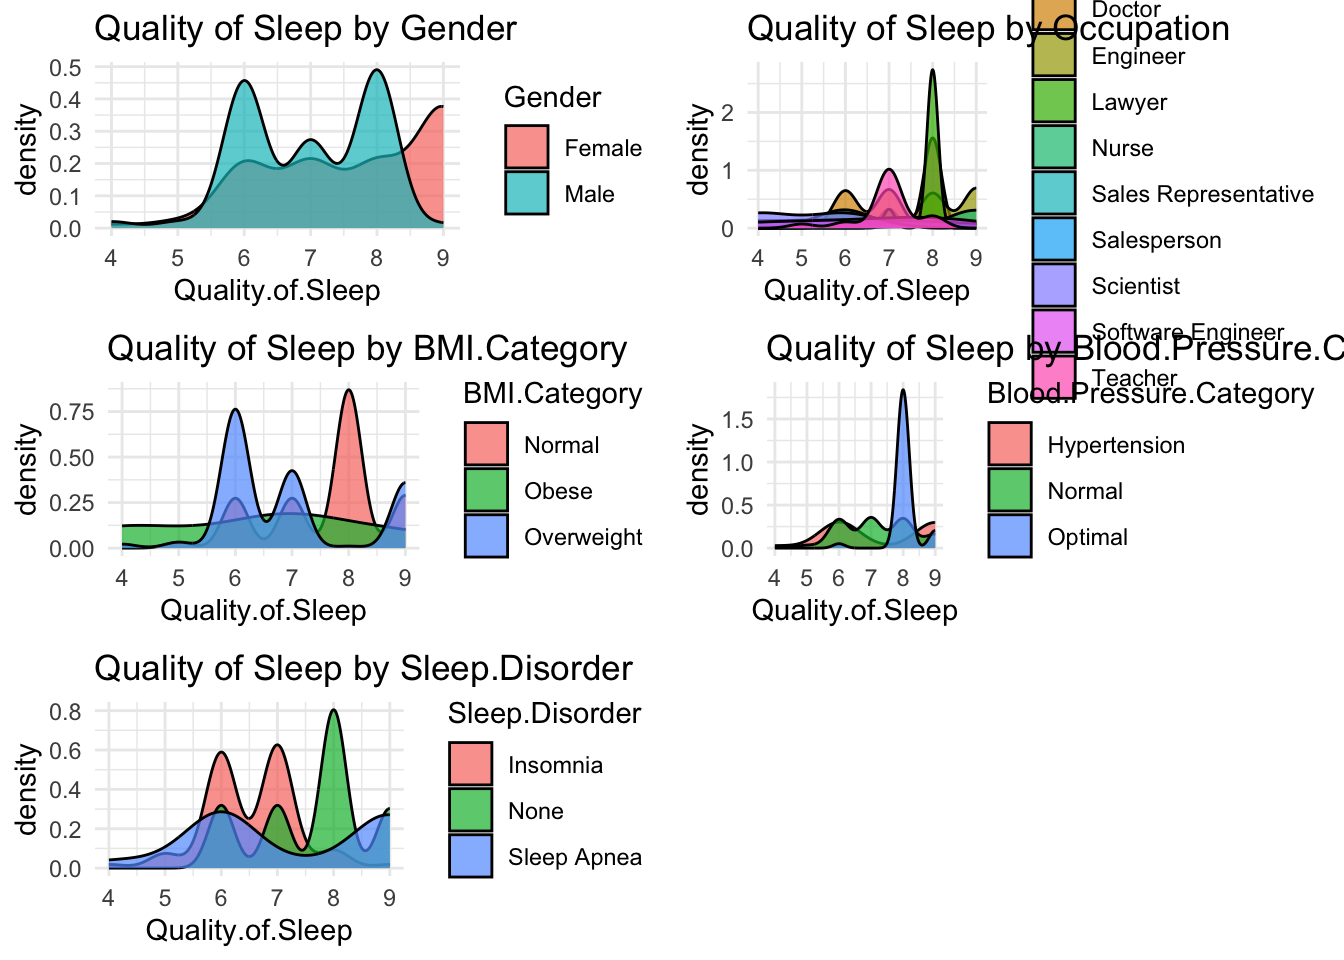 Quality of Sleep by Gender
density
0.5
0.4
0.3
0.2
0.1
0.0
4 5 6 7 8 9
Quality.of.Sleep
Gender
Female
Male
Quality of Sleep by Occupation
density
2
1
0
4 5 6 7 8 9
Quality.of.Sleep
Doctor
Engineer
Lawyer
Nurse
Sales Representative
Salesperson
Scientist
Software Engineer
Teacher
Quality of Sleep by BMI.Category
density
0.75
0.50
0.25
0.00
4 5 6 7 8 9
Quality.of.Sleep
BMI.Category
Normal
Obese
Overweight
Quality of Sleep by Blood.Pressure.C
density
1.5
1.0
0.5
0.0
4 5 6 7 8 9
Quality.of.Sleep
Blood.Pressure.Category
Hypertension
Normal
Optimal
Quality of Sleep by Sleep.Disorder
density
0.8
0.6
0.4
0.2
0.0
4 5 6 7 8 9
Quality.of.Sleep
Sleep.Disorder
Insomnia
None
Sleep Apnea